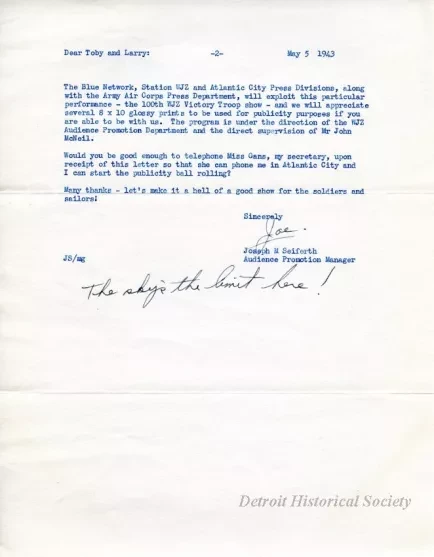 Dear Toby and Larry: -2- May 5 1943
The Blue Network, Station WJZ and Atlantic City Press Divisions, along
with the Army Air Corps Press Department, will exploit this particular
performance - the 100th WJZ Victory Troop show - and we will appreciate
several 8 x 10 glossy prints to be used for publicity purposes if you
are able to be with us. The program is under the direction of the WJZ
Audience Promotion Department and the direct supervision of Mr John
McNeil.
Would you be good enough to telephone Miss Gans, my secretary, upon
receipt of this letter so that she can phone me in Atlantic City and
I can start the publicity ball rolling?
Many thanks - let's make it a hell of a good show for the soldiers and
sailors!
Sincerely
Joe.
Joseph M Seiferth
JS/mg Audience Promotion Manager
The sky's the limit here!
Detroit Historical Society